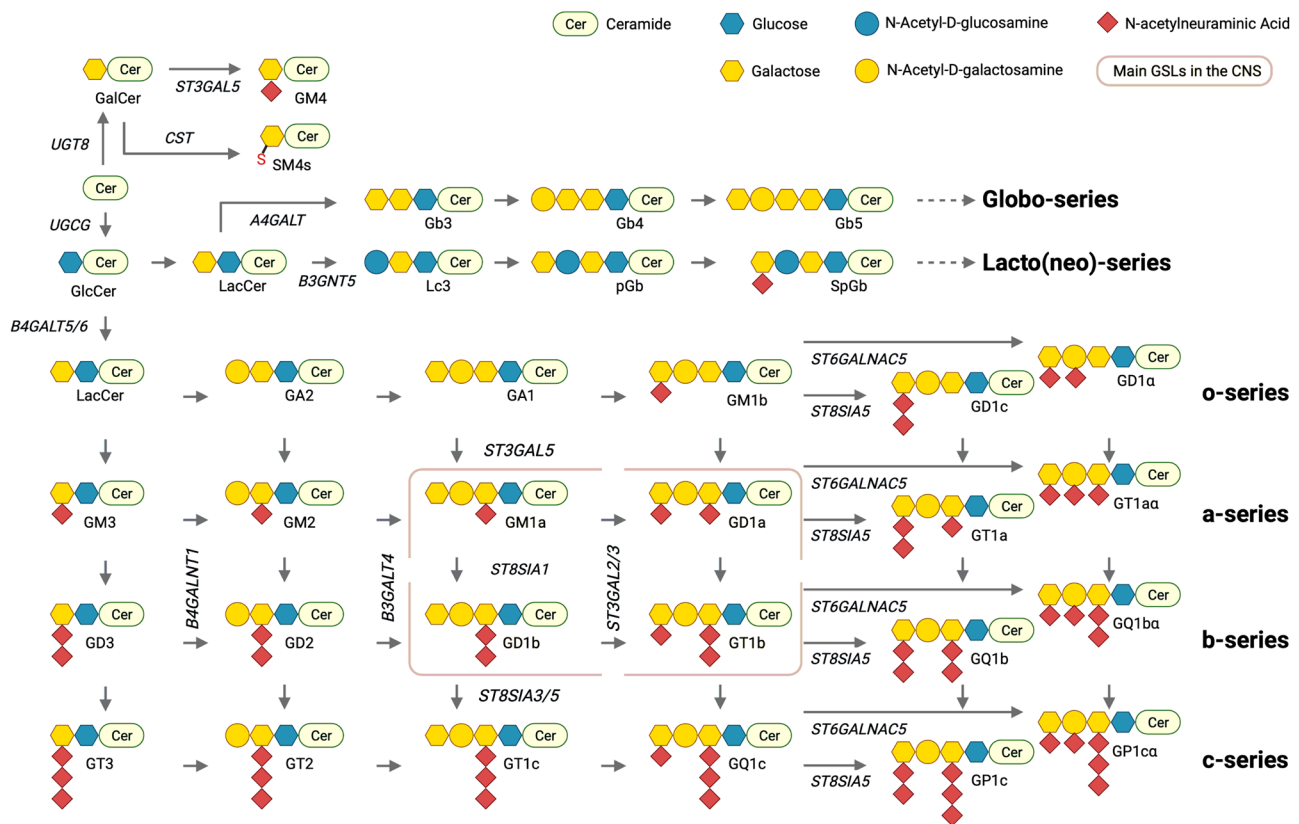 Cer Ceramide
Glucose
N-Acetyl-D-glucosamine
N-acetylneuraminic Acid
Galactose
N-Acetyl-D-galactosamine
Main GSLs in the CNS
Cer
GalCer
ST3GAL5
Cer
GM4
UGT8
CST
Cer
S
SM4s
Cer
UGCG
A4GALT
Cer
Gb3
Cer
Gb4
Cer
Gb5
Globo-series
Cer
GlcCer
Cer
LacCer
B3GNT5
Cer
Lc3
Cer
pGb
Cer
SpGb
Lacto(neo)-series
B4GALT5/6
Cer
LacCer
Cer
GA2
Cer
GA1
Cer
GM1b
ST6GALNAC5
ST8SIA5
Cer
GD1c
Cer
GD1α
o-series
ST3GAL5
Cer
GM3
Cer
GM2
Cer
GM1a
Cer
GD1a
ST6GALNAC5
ST8SIA5
Cer
GT1a
Cer
GT1aα
a-series
B4GALNT1
B3GALT4
ST8SIA1
ST3GAL2/3
Cer
GD3
Cer
GD2
Cer
GD1b
Cer
GT1b
ST6GALNAC5
ST8SIA5
Cer
GQ1b
Cer
GQ1bα
b-series
ST8SIA3/5
Cer
GT3
Cer
GT2
Cer
GT1c
Cer
GQ1c
ST6GALNAC5
ST8SIA5
Cer
GP1c
Cer
GP1cα
c-series